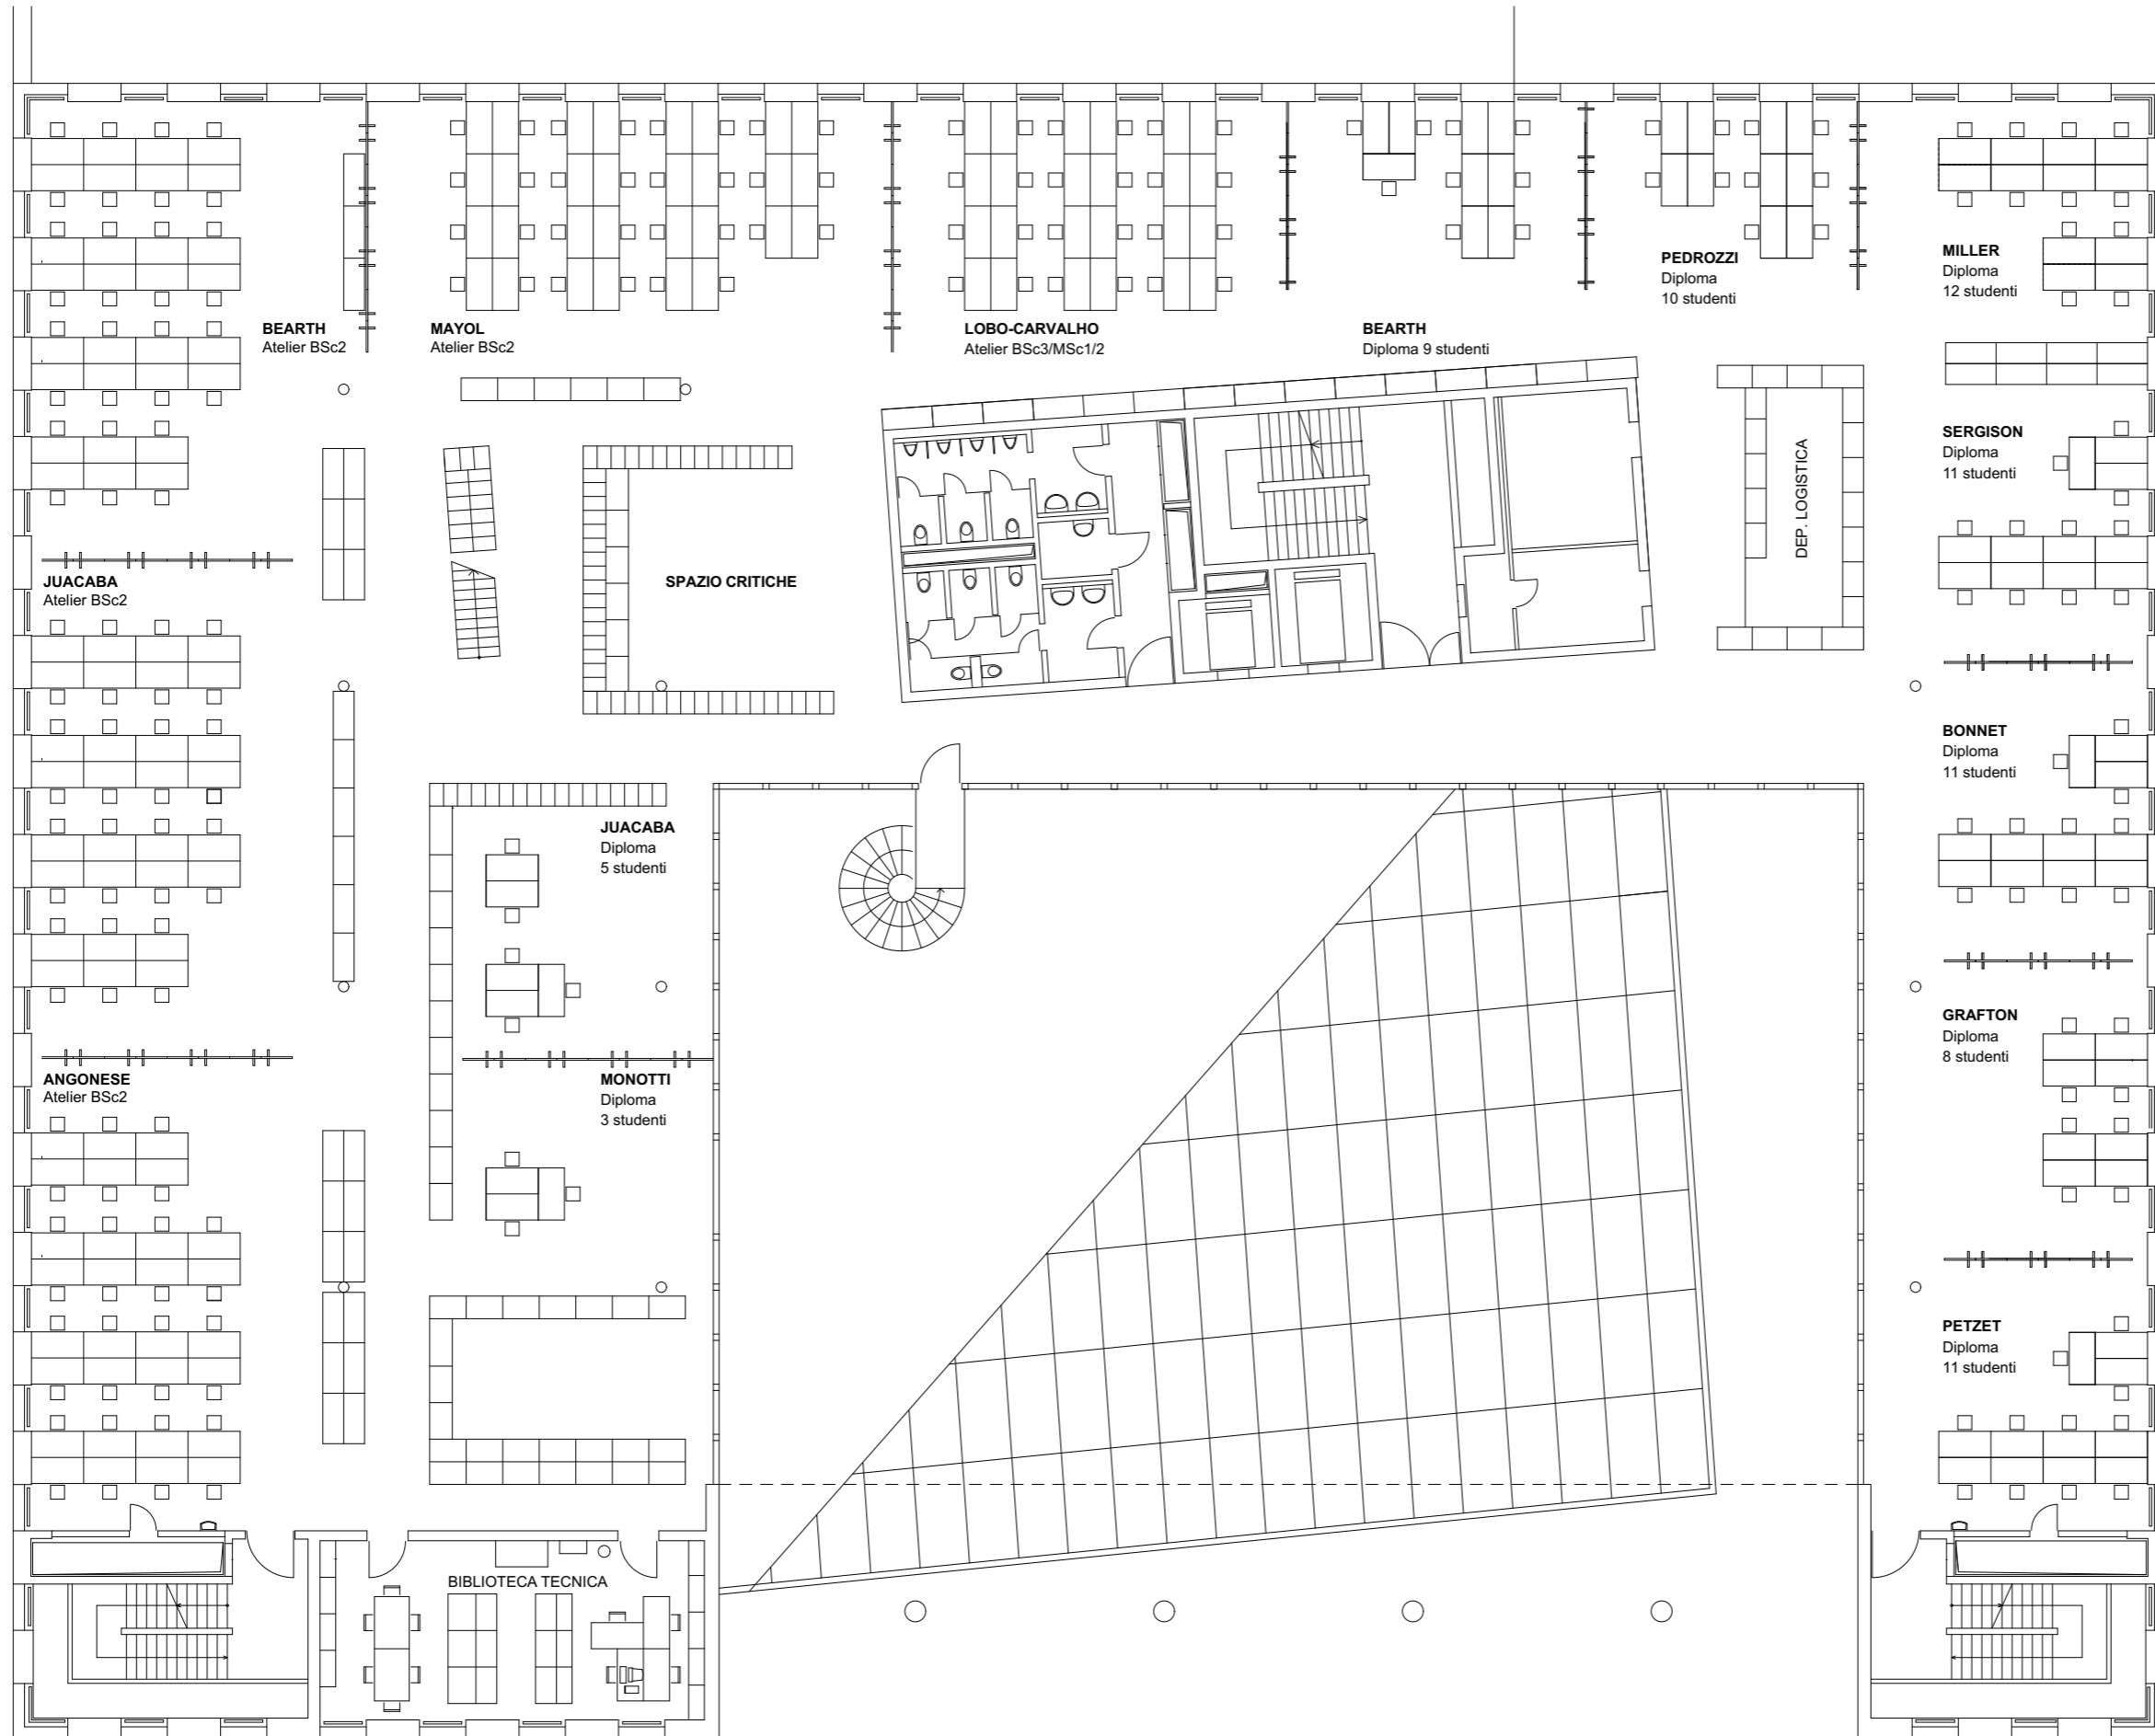 BEARTH
Atelier BSc2
MAYOL
Atelier BSc2
LOBO-CARVALHO
Atelier BSc3/MSc1/2
BEARTH
Diploma 9 studenti
PEDROZZI
Diploma
10 studenti
MILLER
Diploma
12 studenti
SERGISON
Diploma
11 studenti
DEP. LOGISTICA
JUACABA
Atelier BSc2
SPAZIO CRITICHE
BONNET
Diploma
11 studenti
JUACABA
Diploma
5 studenti
GRAFTON
Diploma
8 studenti
ANGONESE
Atelier BSc2
MONOTTI
Diploma
3 studenti
PETZET
Diploma
11 studenti
BIBLIOTECA TECNICA